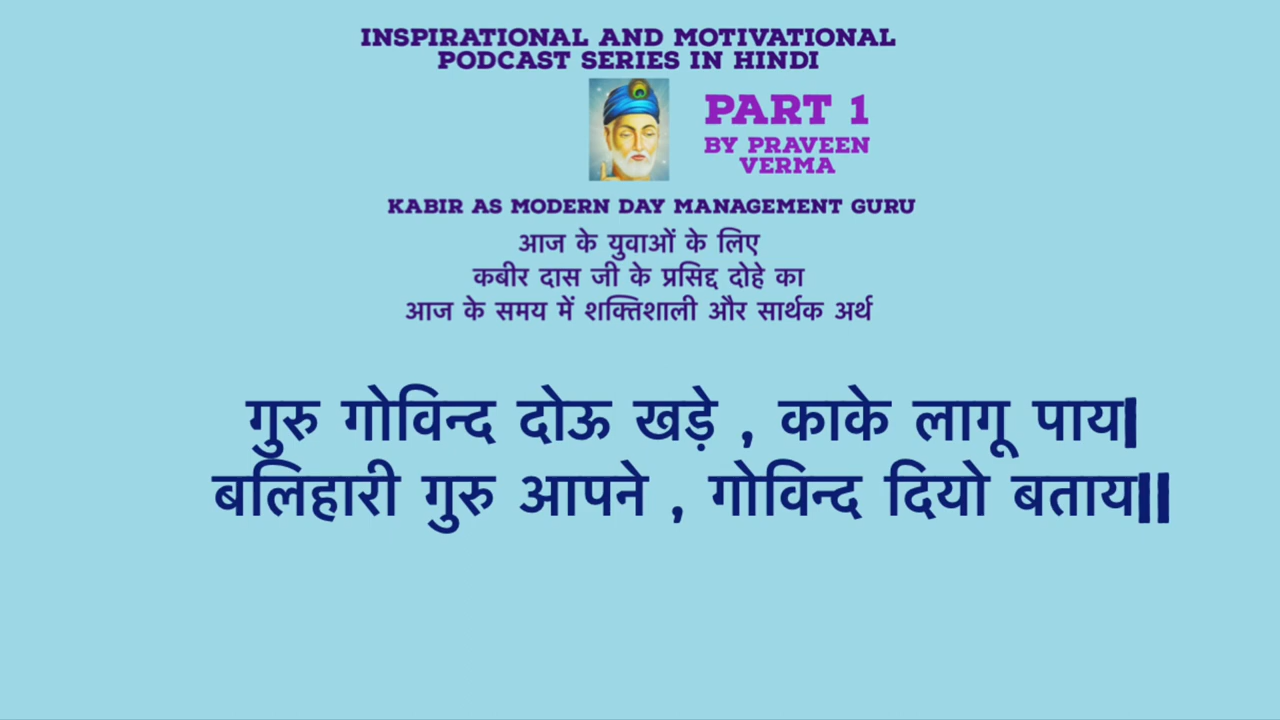 INSPIRATIONAL AND MOTIVATIONAL
PODCAST SERIES IN HINDI
PART 1
BY PRAVEEN
VERMA
KABIR AS MODERN DAY MANAGEMENT GURU
आज के युवाओं के लिए
कबीर दास जी के प्रसिद्द दोहे का
आज के समय में शक्तिशाली और सार्थक अर्थ
गुरु गोविन्द दोऊ खड़े , काके लागू पाय|
बलिहारी गुरु आपने , गोविन्द दियो बताय||